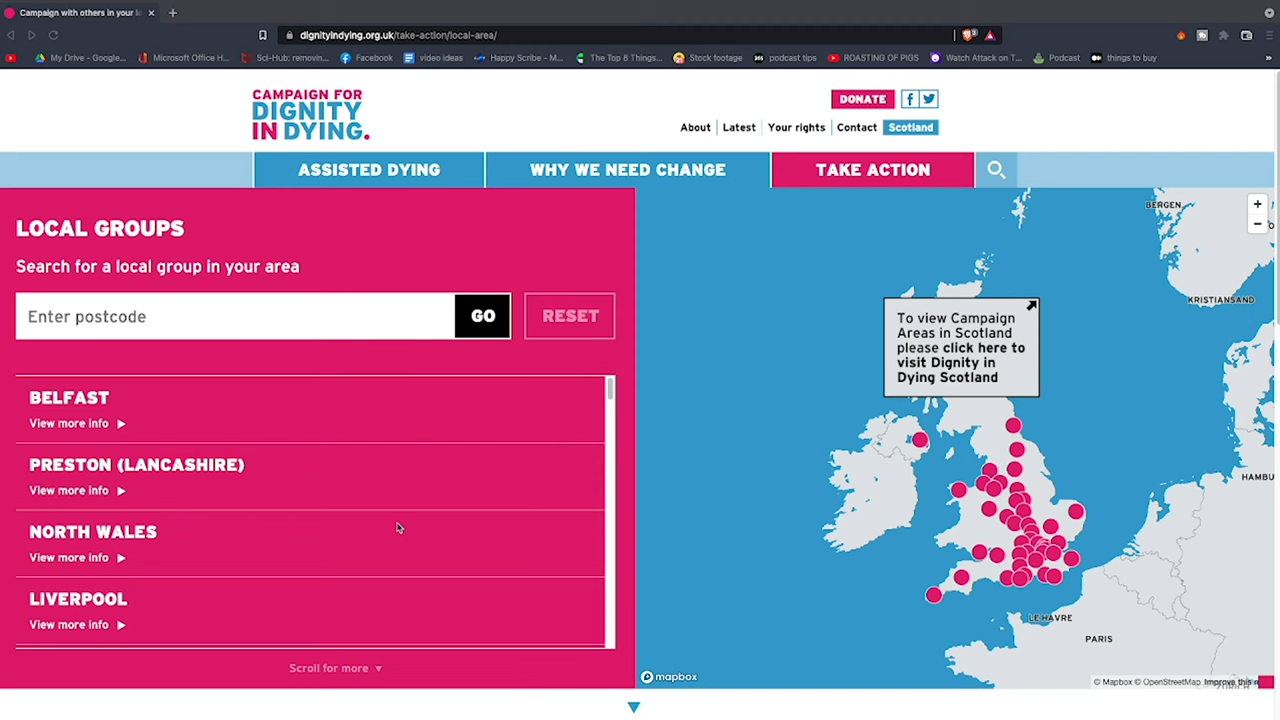 Campaign with others in your l
dignityindying.org.uk/take-action/local-area/
My Drive - Google...
Microsoft Office H...
Sci-Hub: removin...
Facebook
video ideas
Happy Scribe - M...
The Top 8 Things...
Stock footage
podcast tips
ROASTING OF PIGS
Watch Attack on T...
Podcast
things to buy
CAMPAIGN FOR
DIGNITY
IN DYING.
DONATE
About
Latest
Your rights
Contact
Scotland
ASSISTED DYING
WHY WE NEED CHANGE
TAKE ACTION
LOCAL GROUPS
Search for a local group in your area
Enter postcode
GO
RESET
BELFAST
View more info
PRESTON (LANCASHIRE)
View more info
NORTH WALES
View more info
LIVERPOOL
View more info
Scroll for more
BERGEN
+
-
KRISTIANSAND
To view Campaign
Areas in Scotland
please click here to
visit Dignity in
Dying Scotland
HAMBU
LE HAVRE
PARIS
mapbox
© Mapbox © OpenStreetMap Improve this